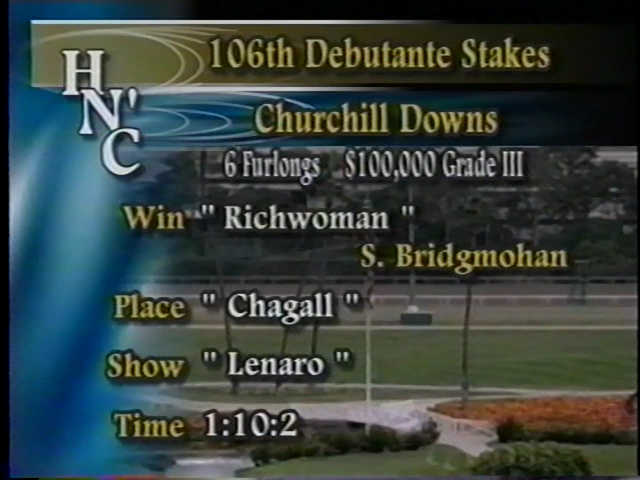 HN'C
106th Debutante Stakes
Churchill Downs
6 Furlongs $100,000 Grade III
Win " Richwoman "
S. Bridgmohan
Place " Chagall "
Show " Lenaro "
Time 1:10:2